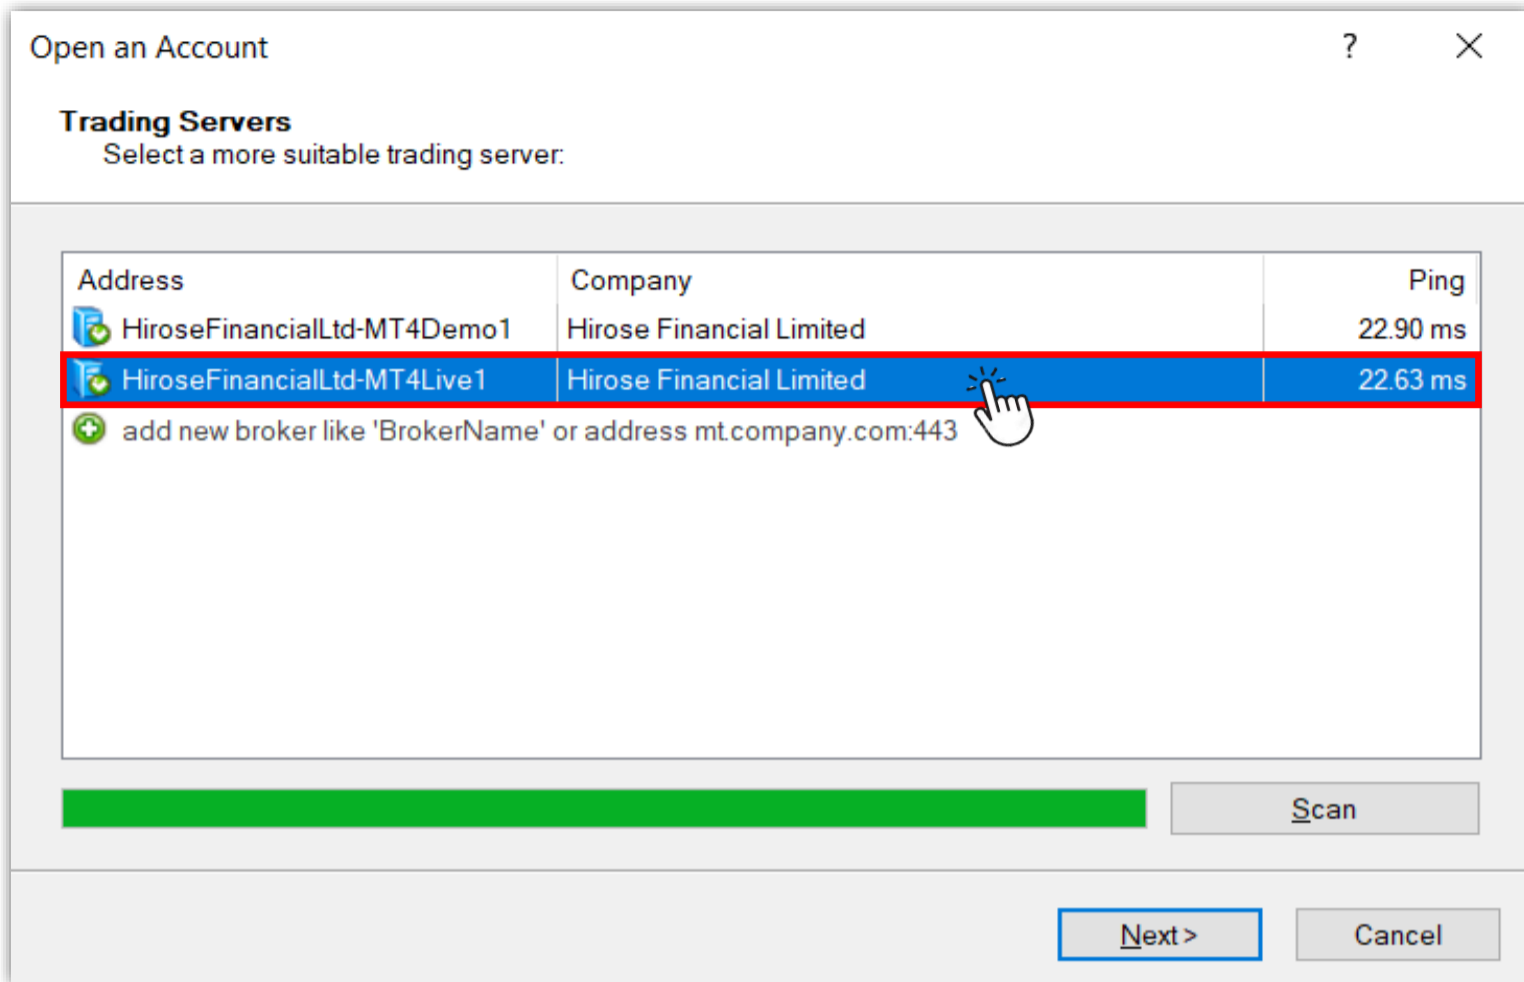 Open an Account ?
Trading Servers
Select a more suitable trading server:
Address Company Ping
HiroseFinancialLtd-MT4Demo1 Hirose Financial Limited 22.90 ms
HiroseFinancialLtd-MT4Live1 Hirose Financial Limited 22.63 ms
add new broker like 'BrokerName' or address mt.company.com:443
Scan
Next > Cancel